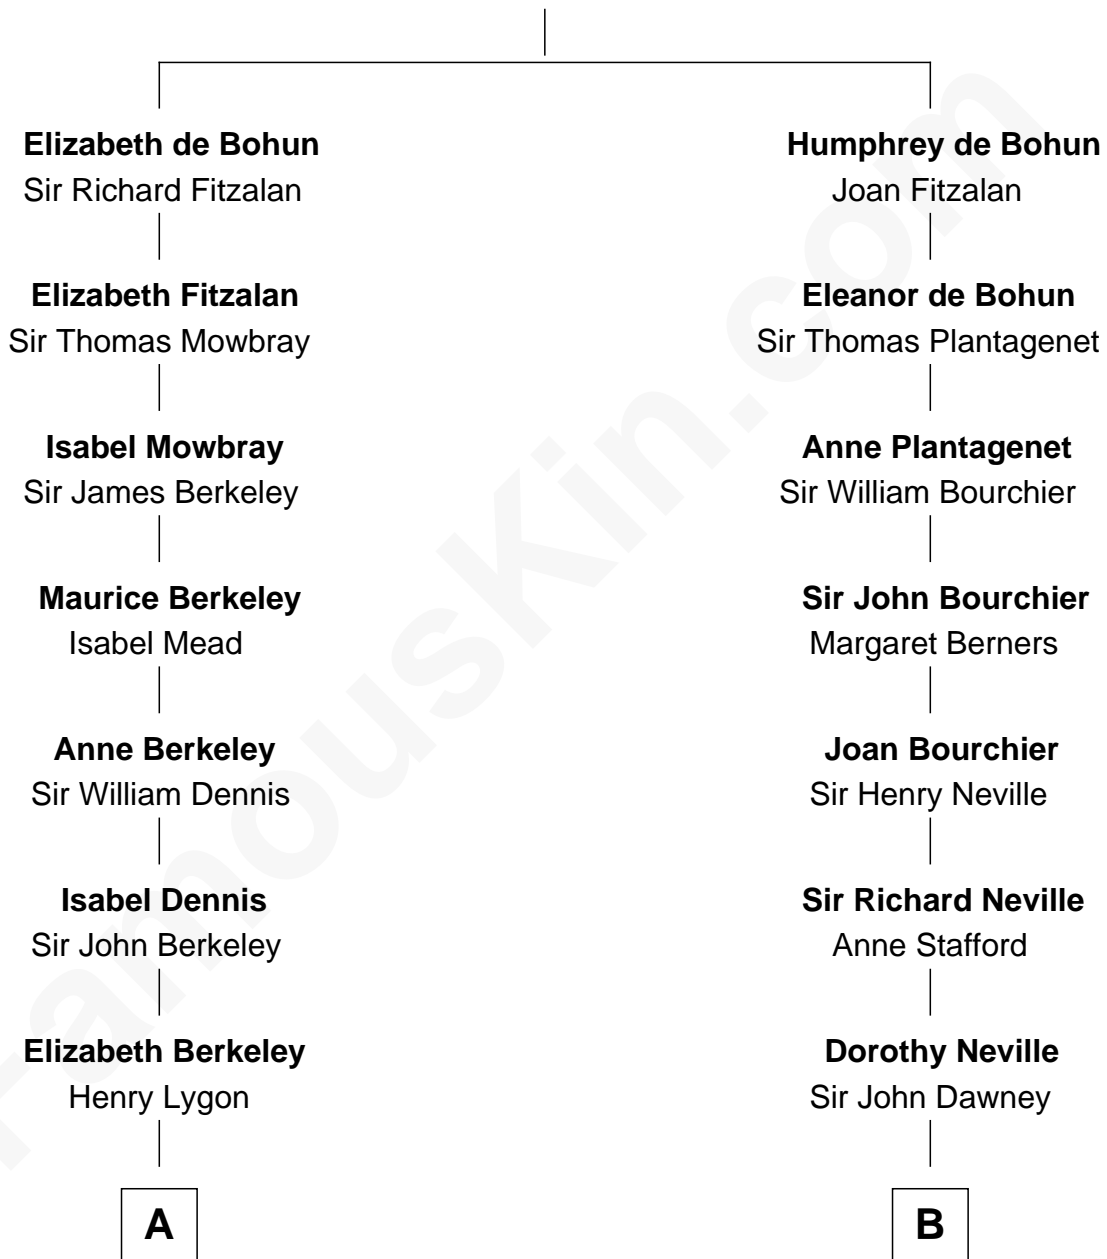 Elizabeth de Bohun
Sir Richard Fitzalan
Elizabeth Fitzalan
Sir Thomas Mowbray
Isabel Mowbray
Sir James Berkeley
Maurice Berkeley
Isabel Mead
Anne Berkeley
Sir William Dennis
Isabel Dennis
Sir John Berkeley
Elizabeth Berkeley
Henry Lygon
A
Humphrey de Bohun
Joan Fitzalan
Eleanor de Bohun
Sir Thomas Plantagenet
Anne Plantagenet
Sir William Bourchier
Sir John Bourchier
Margaret Berners
Joan Bourchier
Sir Henry Neville
Sir Richard Neville
Anne Stafford
Dorothy Neville
Sir John Dawney
B
FamousKin.com